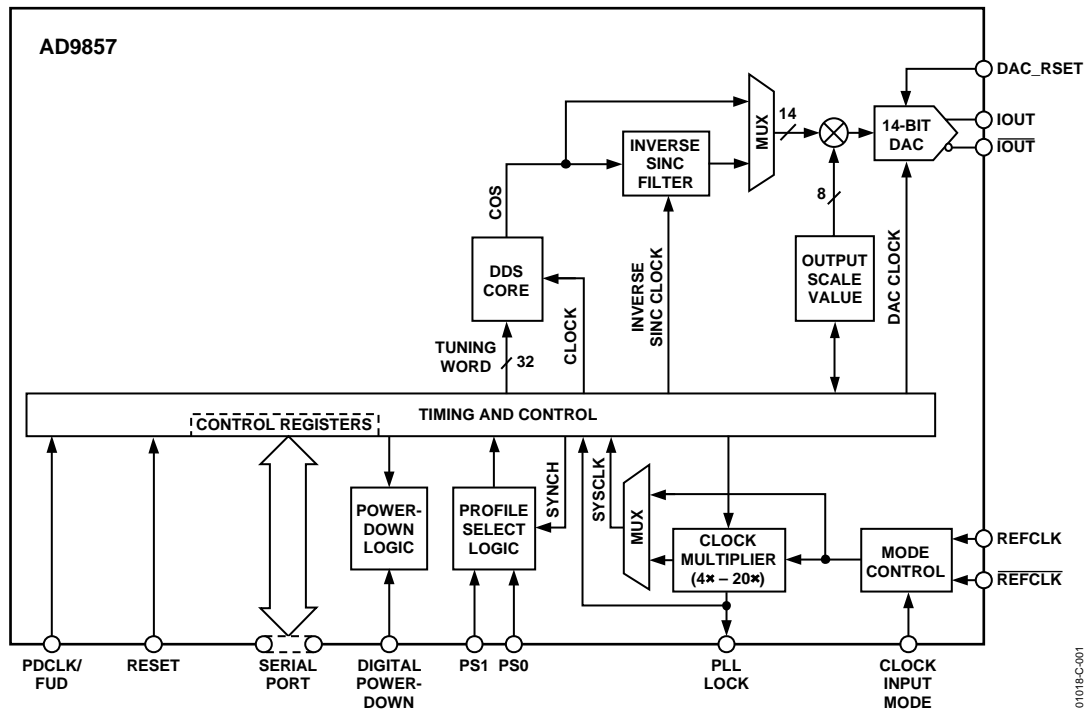 AD9857
DAC_RSET
14
MUX
14-BIT
DAC
IOUT
IOUT
INVERSE
SINC
FILTER
COS
8
DDS
CORE
OUTPUT
SCALE
VALUE
INVERSE
SINC CLOCK
DAC CLOCK
CLOCK
TUNING
WORD
32
TIMING AND CONTROL
CONTROL REGISTERS
SYNCH
SYSCLK
MUX
POWER-
DOWN
LOGIC
PROFILE
SELECT
LOGIC
CLOCK
MULTIPLIER
(4× – 20×)
MODE
CONTROL
REFCLK
REFCLK
PDCLK/
FUD
RESET
SERIAL
PORT
DIGITAL
POWER-
DOWN
PS1
PS0
PLL
LOCK
CLOCK
INPUT
MODE
01018-C-001